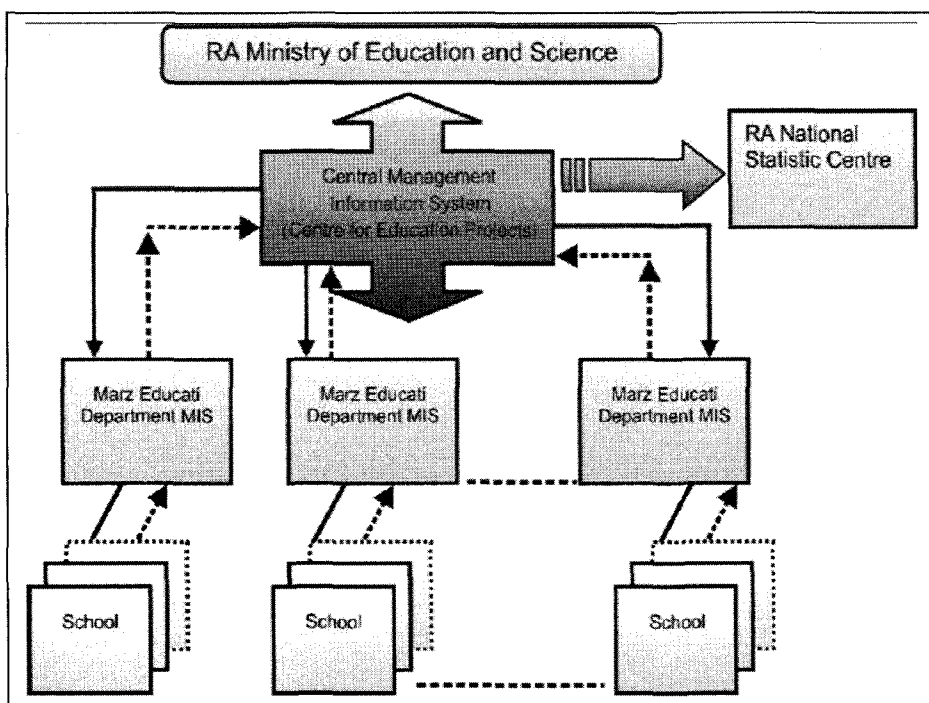 RA Ministry of Education and Science
RA National
Statistic Centre
Central Management
Information System
(Centre for Education Projects)
Marz Educati
Department MIS
Marz Educati
Department MIS
Marz Educati
Department MIS
School
School
School